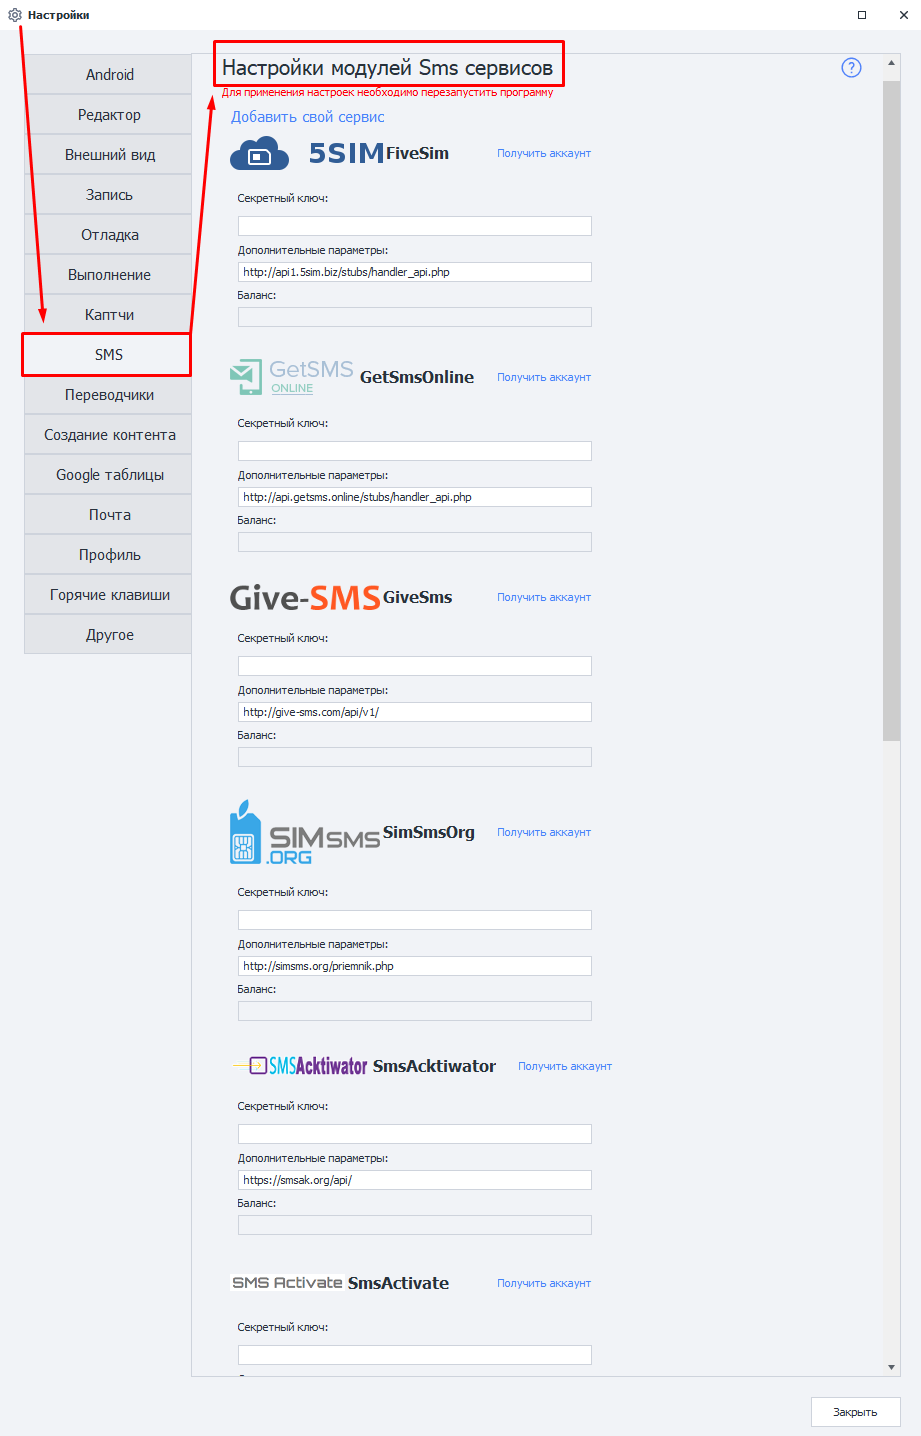 Настройки
Android
Редактор
Внешний вид
Запись
Отладка
Выполнение
Каптчи
SMS
Переводчики
Создание контента
Google таблицы
Почта
Профиль
Горячие клавиши
Другое
Настройки модулей Sms сервисов
?
Для применения настроек необходимо перезапустить программу
Добавить свой сервис
5SIM FiveSim Получить аккаунт
Секретный ключ:
Дополнительные параметры:
http://api1.5sim.biz/stubs/handler_api.php
Баланс:
GetSMS ONLINE GetSmsOnline Получить аккаунт
Секретный ключ:
Дополнительные параметры:
http://api.getsms.online/stubs/handler_api.php
Баланс:
Give-SMS GiveSms Получить аккаунт
Секретный ключ:
Дополнительные параметры:
http://give-sms.com/api/v1/
Баланс:
SIMSMS.ORG SimSmsOrg Получить аккаунт
Секретный ключ:
Дополнительные параметры:
http://simsms.org/priemnik.php
Баланс:
SMSAcktiwator SmsAcktiwator Получить аккаунт
Секретный ключ:
Дополнительные параметры:
https://smsak.org/api/
Баланс:
SMS Activate SmsActivate Получить аккаунт
Секретный ключ:
Закрыть